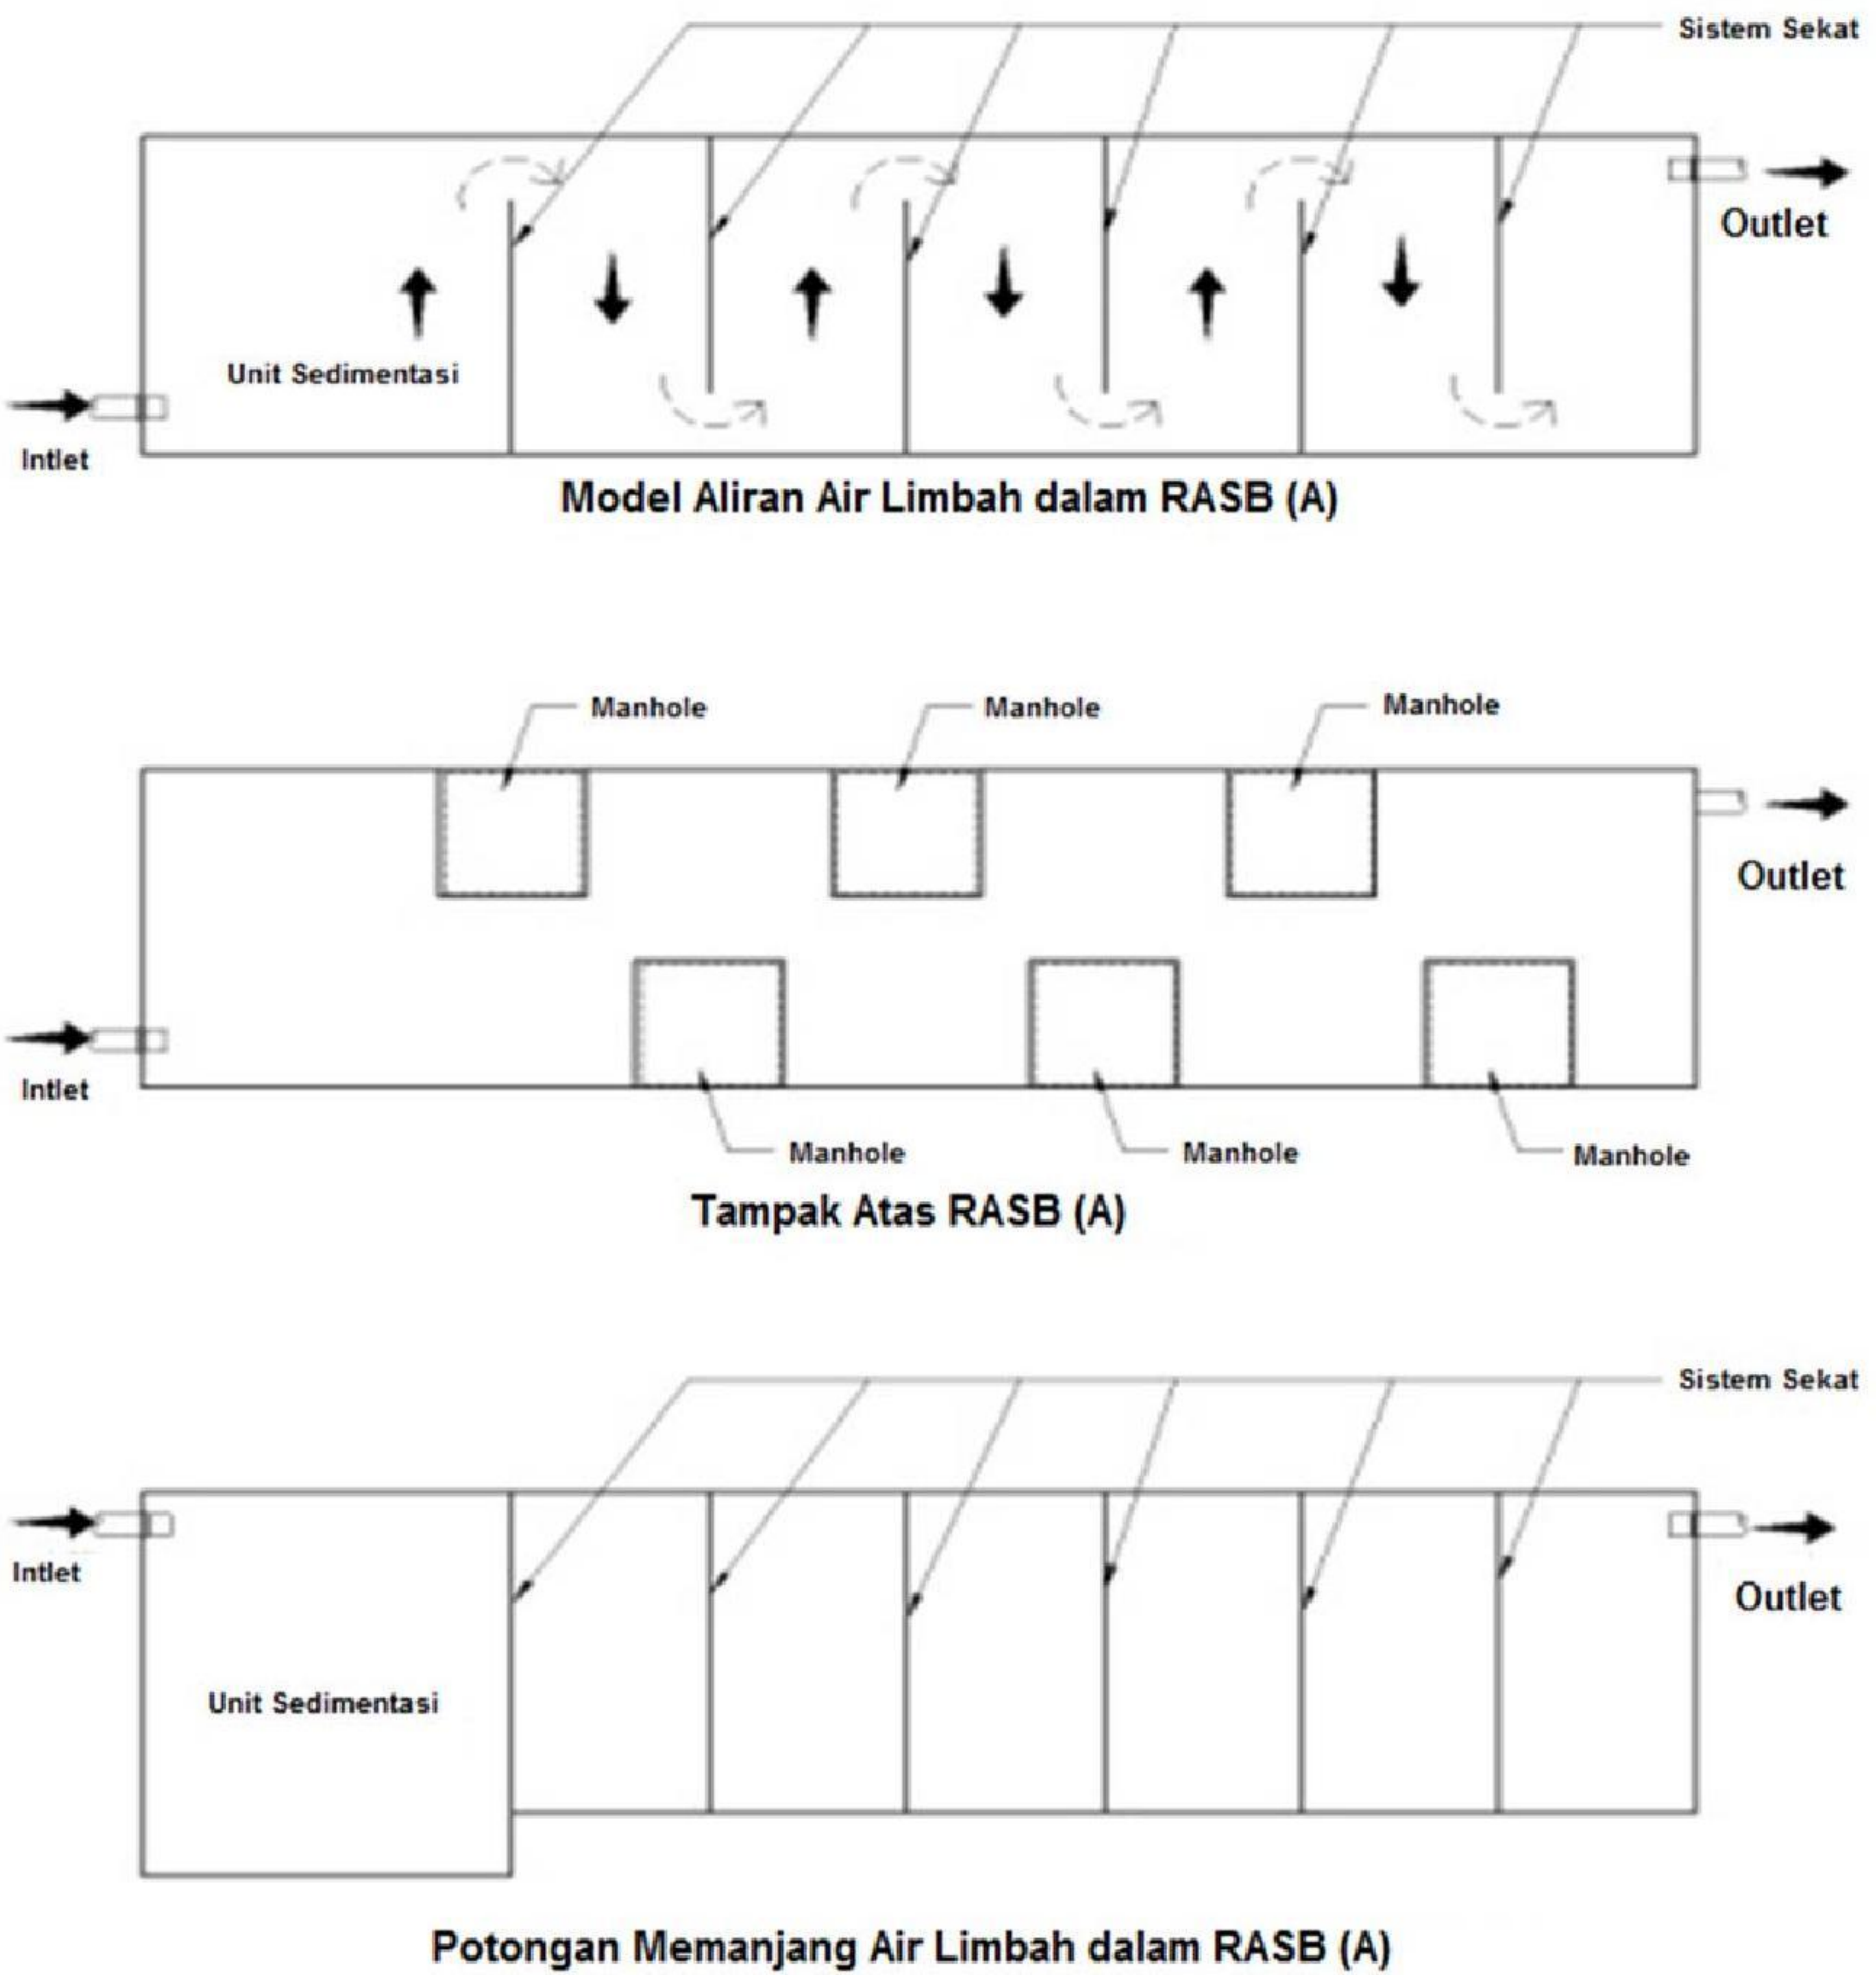 Sistem Sekat
Outlet
Unit Sedimentasi
Intlet
Model Aliran Air Limbah dalam RASB (A)
Manhole
Manhole
Manhole
Outlet
Intlet
Manhole
Manhole
Manhole
Tampak Atas RASB (A)
Sistem Sekat
Intlet
Outlet
Unit Sedimentasi
Potongan Memanjang Air Limbah dalam RASB (A)